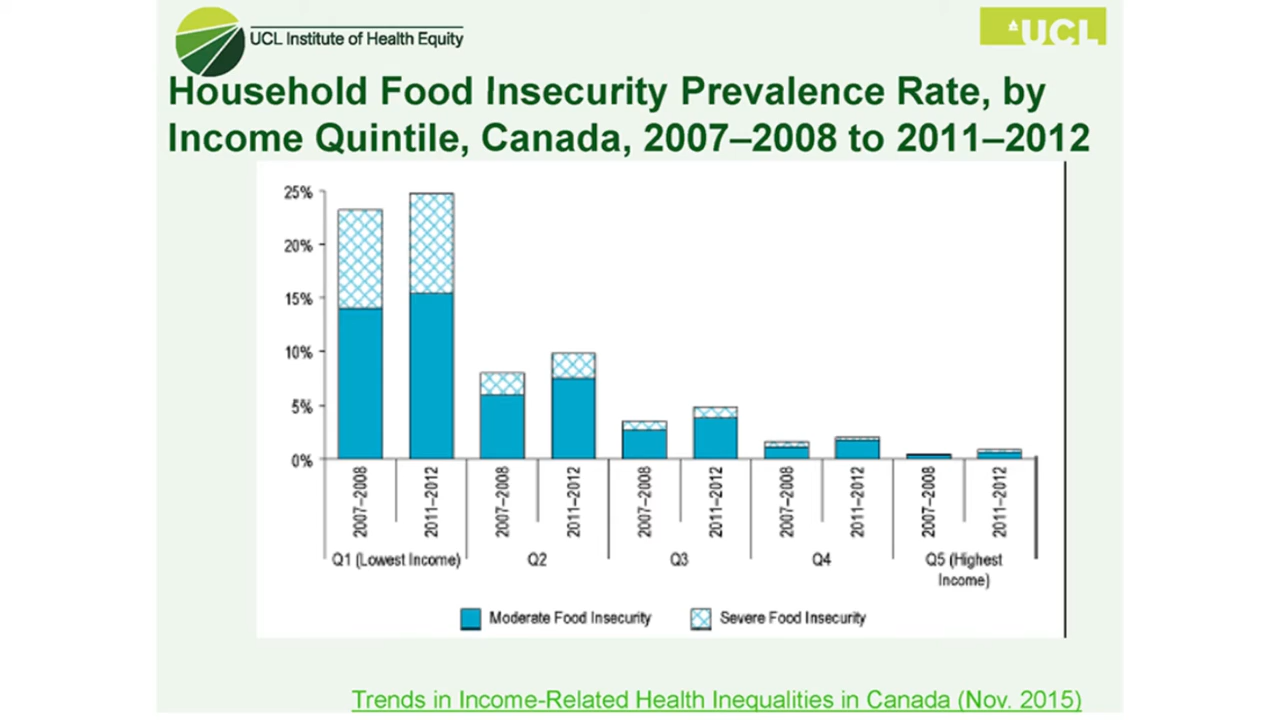 UCL Institute of Health Equity
UCL
Household Food Insecurity Prevalence Rate, by
Income Quintile, Canada, 2007–2008 to 2011–2012
25%
20%
15%
10%
5%
0%
2007–2008
2011–2012
2007–2008
2011–2012
2007–2008
2011–2012
2007–2008
2011–2012
2007–2008
2011–2012
Q1 (Lowest Income)
Q2
Q3
Q4
Q5 (Highest
Income)
Moderate Food Insecurity
Severe Food Insecurity
Trends in Income-Related Health Inequalities in Canada (Nov. 2015)